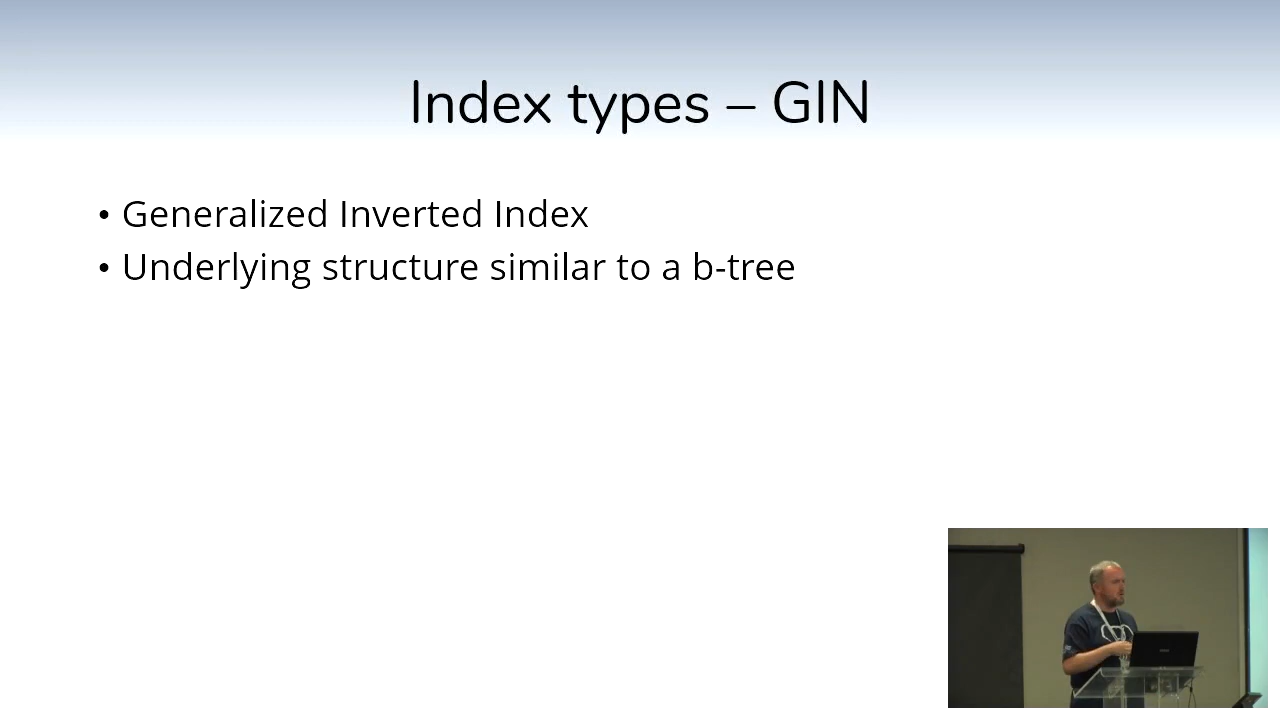 Index types – GIN
• Generalized Inverted Index
• Underlying structure similar to a b-tree